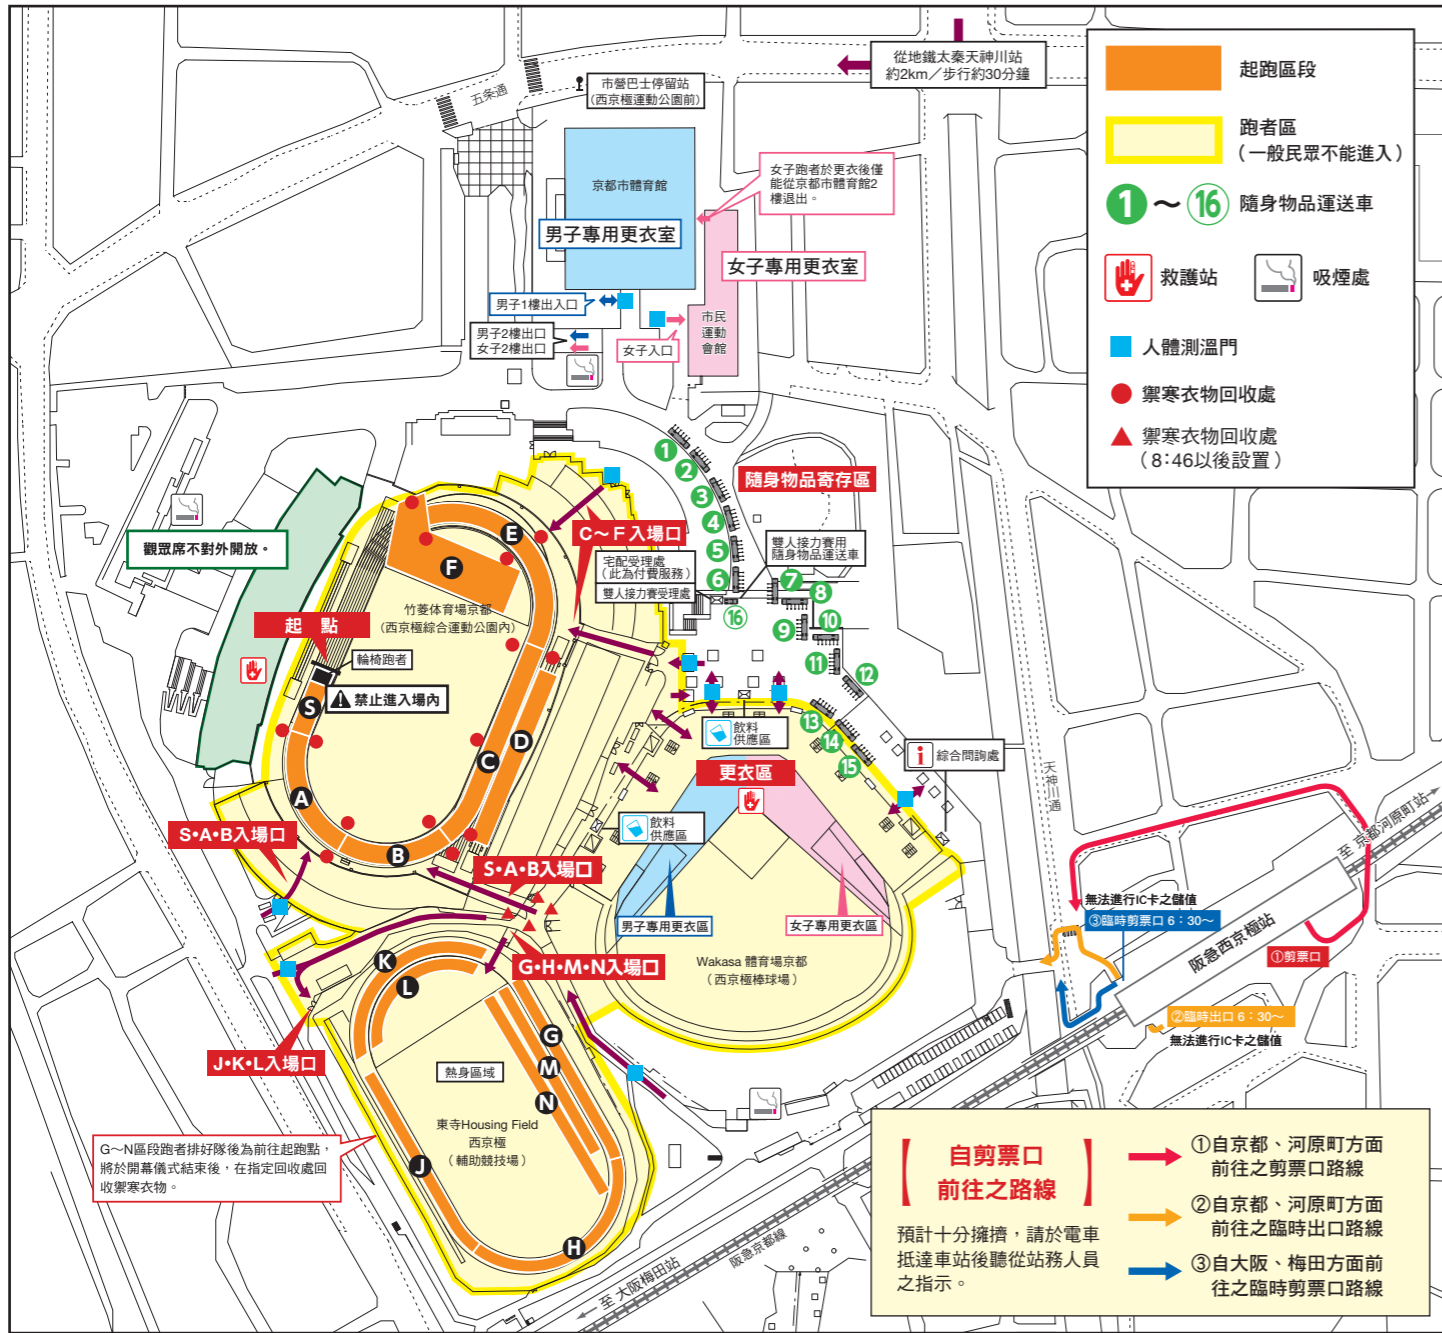 從地鐵太秦天神川站
約2km／步行約30分鐘
五条通
市營巴士停留站
（西京極運動公園前）
京都市體育館
男子專用更衣室
女子跑者於更衣後僅
能從京都市體育館2
樓退出。
女子專用更衣室
男子1樓出入口
男子2樓出口
女子2樓出口
女子入口
市民
運動
會館
起跑區段
跑者區
（一般民眾不能進入）
1～16 隨身物品運送車
救護站
吸煙處
人體測溫門
禦寒衣物回收處
禦寒衣物回收處
（8：46以後設置）
1
2
3
4
5
6
7
8
9
10
11
12
13
14
15
16
隨身物品寄存區
雙人接力賽用
隨身物品運送車
宅配受理處
（此為付費服務）
雙人接力賽受理處
C～F入場口
觀眾席不對外開放。
E
F
竹菱体育場京都
（西京極綜合運動公園內）
起 點
輪椅跑者
禁止進入場內
S
A
B
C
D
飲料
供應區
更衣區
飲料
供應區
i 綜合問詢處
S•A•B入場口
S•A•B入場口
男子專用更衣區
女子專用更衣區
Wakasa 體育場京都
（西京極棒球場）
G•H•M•N入場口
J•K•L入場口
K
L
G
M
N
J
H
熱身區域
東寺Housing Field
西京極
（輔助競技場）
G～N區段跑者排好隊後為前往起跑點，
將於開幕儀式結束後，在指定回收處回
收禦寒衣物。
天神川通
至 京都河原町站
無法進行IC卡之儲值
③臨時剪票口 6：30～
阪急西京極站
①剪票口
②臨時出口 6：30～
無法進行IC卡之儲值
至 大阪梅田站
阪急京都線
自剪票口
前往之路線
預計十分擁擠，請於電車
抵達車站後聽從站務人員
之指示。
①自京都、河原町方面
前往之剪票口路線
②自京都、河原町方面
前往之臨時出口路線
③自大阪、梅田方面前
往之臨時剪票口路線